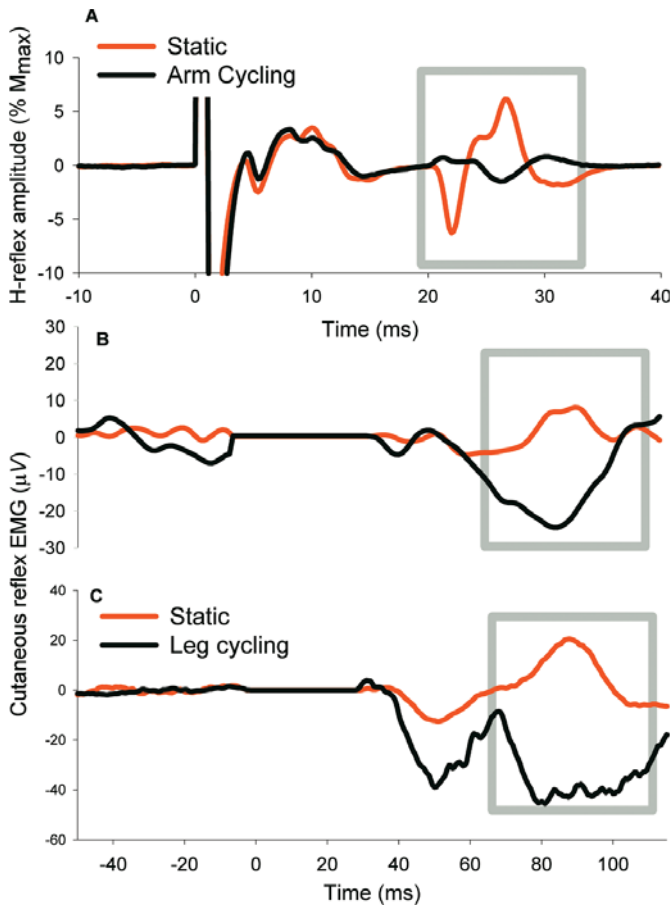 A
Static
Arm Cycling
H-reflex amplitude (% Mmax)
10
5
0
-5
-10
-10 0 10 20 30 40
Time (ms)
B
30
20
10
0
-10
-20
-30
Cutaneous reflex EMG (μV)
C
Static
Leg cycling
40
20
0
-20
-40
-60
-40 -20 0 20 40 60 80 100
Time (ms)